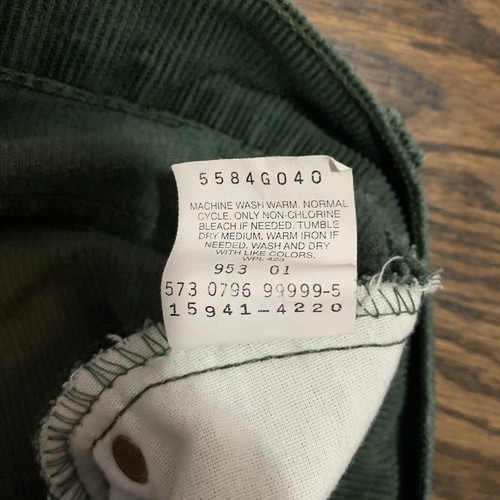 5584G040
MACHINE WASH WARM. NORMAL
CYCLE. ONLY NON-CHLORINE
BLEACH IF NEEDED. TUMBLE
DRY MEDIUM. WARM IRON IF
NEEDED. WASH AND DRY
WITH LIKE COLORS.
WPL 423
953 01
573 0796 99999-5
15941-4220